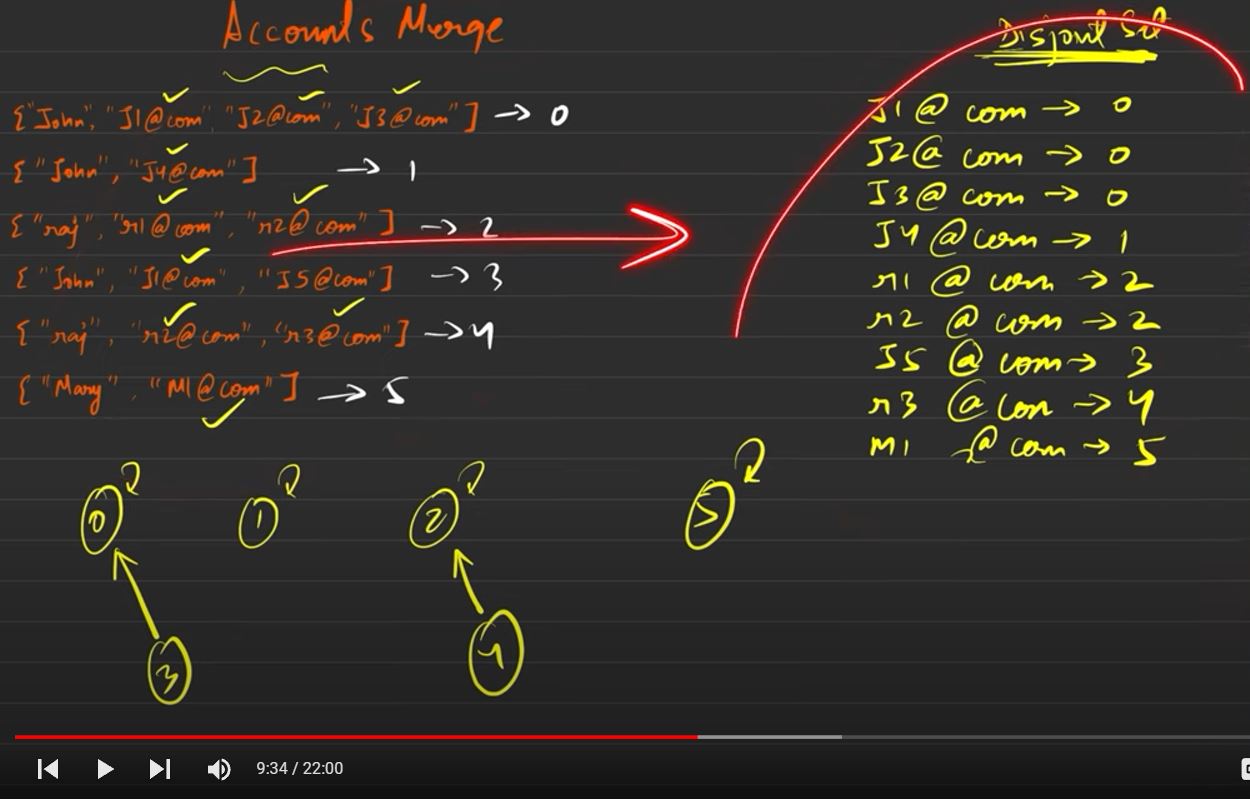 Accounts Merge
{"John", "J1@com", "J2@com", "J3@com"] → 0
{"John", "J4@com"] → 1
{"raj", "r1@com", "r2@com"] → 2
{"John", "J1@com", "J5@com"] → 3
{"raj", "r2@com", "r3@com"] → 4
{"Mary", "M1@com"] → 5
Disjoint Set
J1@com → 0
J2@com → 0
J3@com → 0
J4@com → 1
r1@com → 2
r2@com → 2
J5@com → 3
r3@com → 4
M1@com → 5
0 1 2 5
3 4
9:34 / 22:00